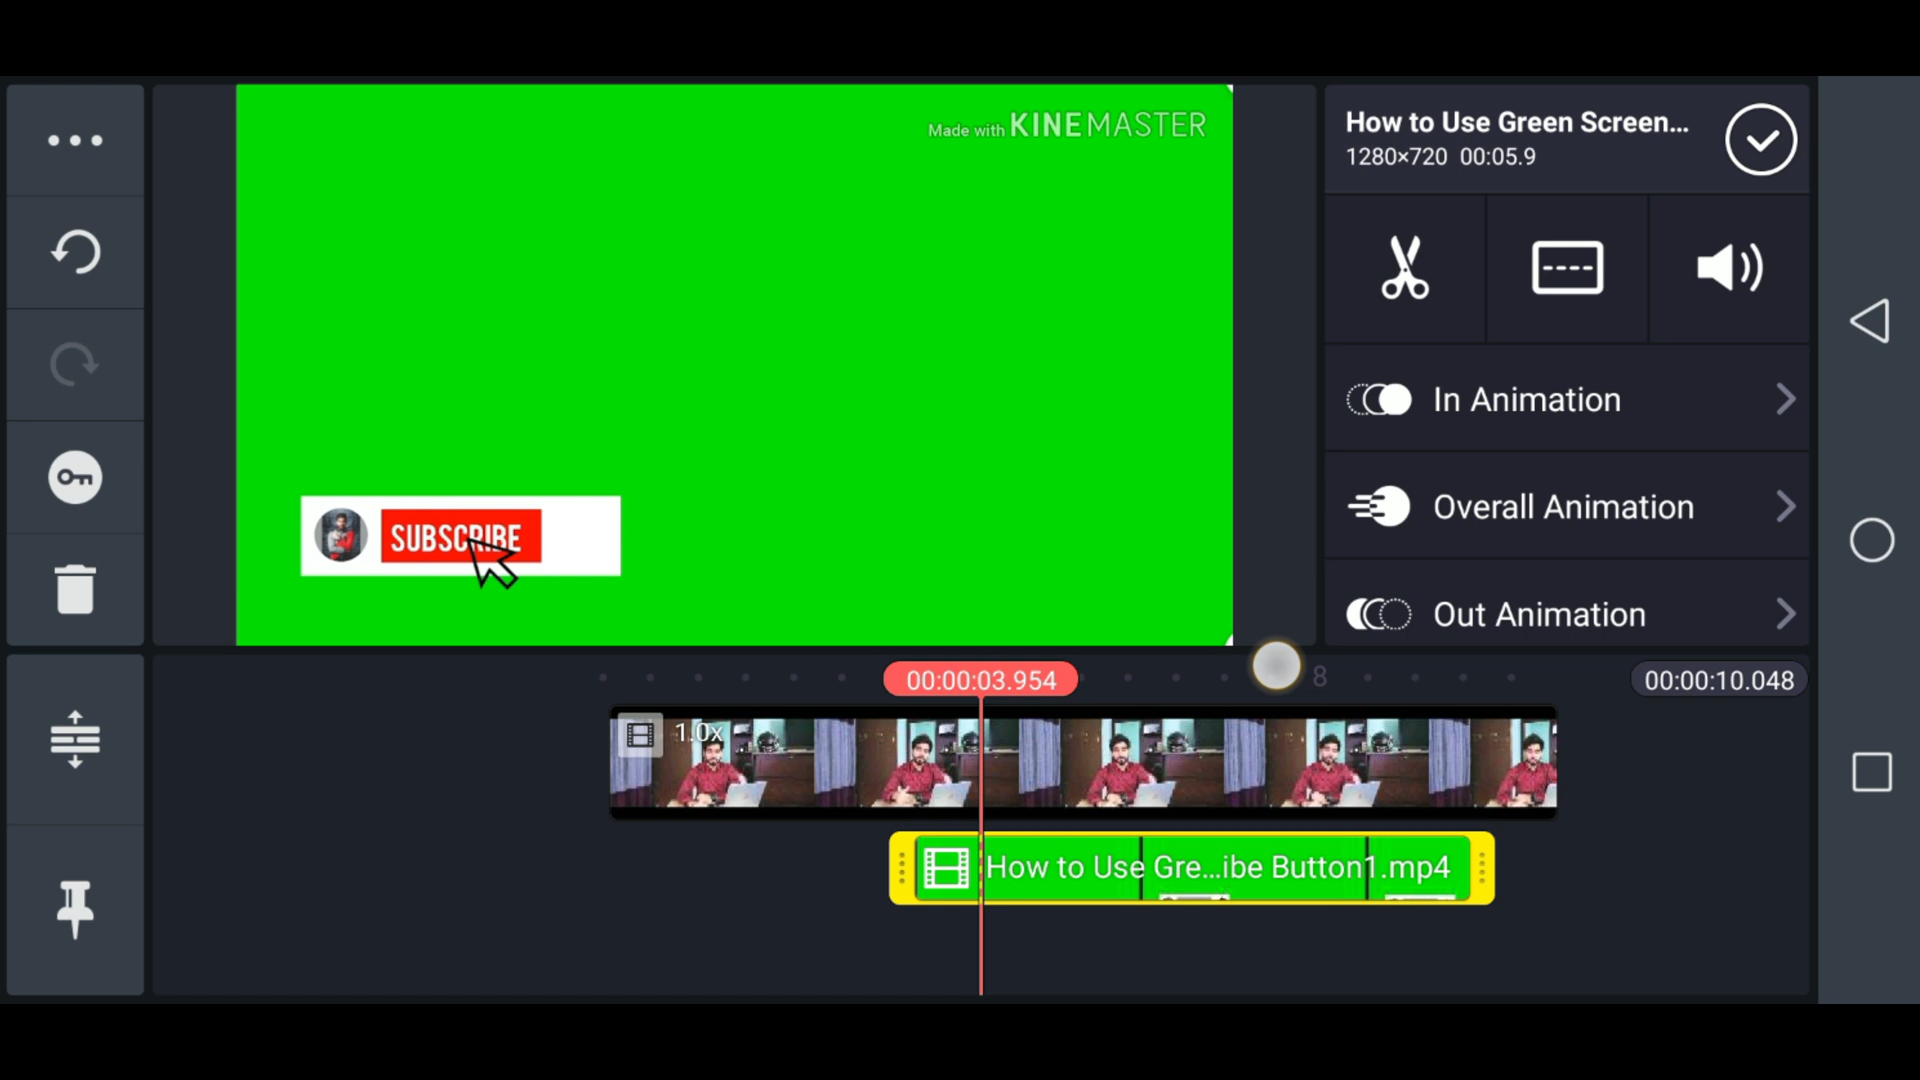 Made with KINEMASTER
SUBSCRIBE
How to Use Green Screen...
1280×720 00:05.9
In Animation
Overall Animation
Out Animation
00:00:03.954
8
00:00:10.048
1.0x
How to Use Gre...ibe Button1.mp4